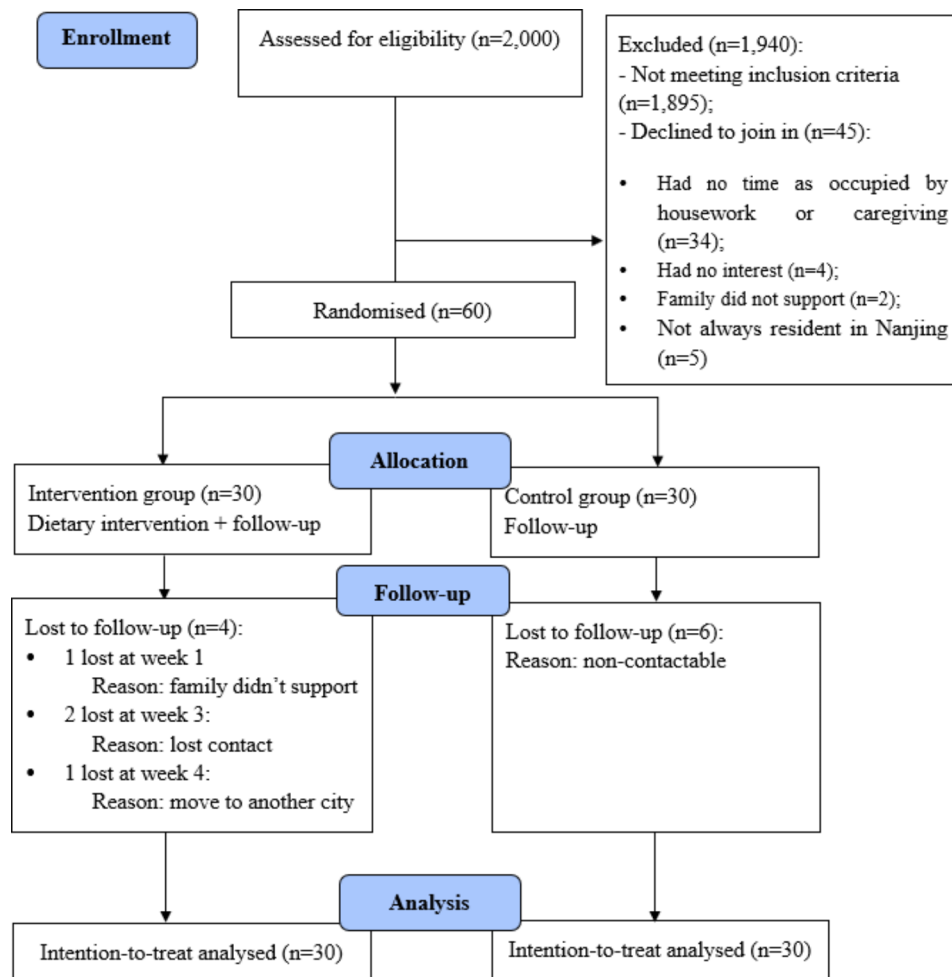 Enrollment
Assessed for eligibility (n=2,000)
Excluded (n=1,940):
- Not meeting inclusion criteria
(n=1,895);
- Declined to join in (n=45):
• Had no time as occupied by
housework or caregiving
(n=34);
• Had no interest (n=4);
• Family did not support (n=2);
• Not always resident in Nanjing
(n=5)
Randomised (n=60)
Allocation
Intervention group (n=30)
Dietary intervention + follow-up
Control group (n=30)
Follow-up
Follow-up
Lost to follow-up (n=4):
• 1 lost at week 1
Reason: family didn’t support
• 2 lost at week 3:
Reason: lost contact
• 1 lost at week 4:
Reason: move to another city
Lost to follow-up (n=6):
Reason: non-contactable
Analysis
Intention-to-treat analysed (n=30)
Intention-to-treat analysed (n=30)